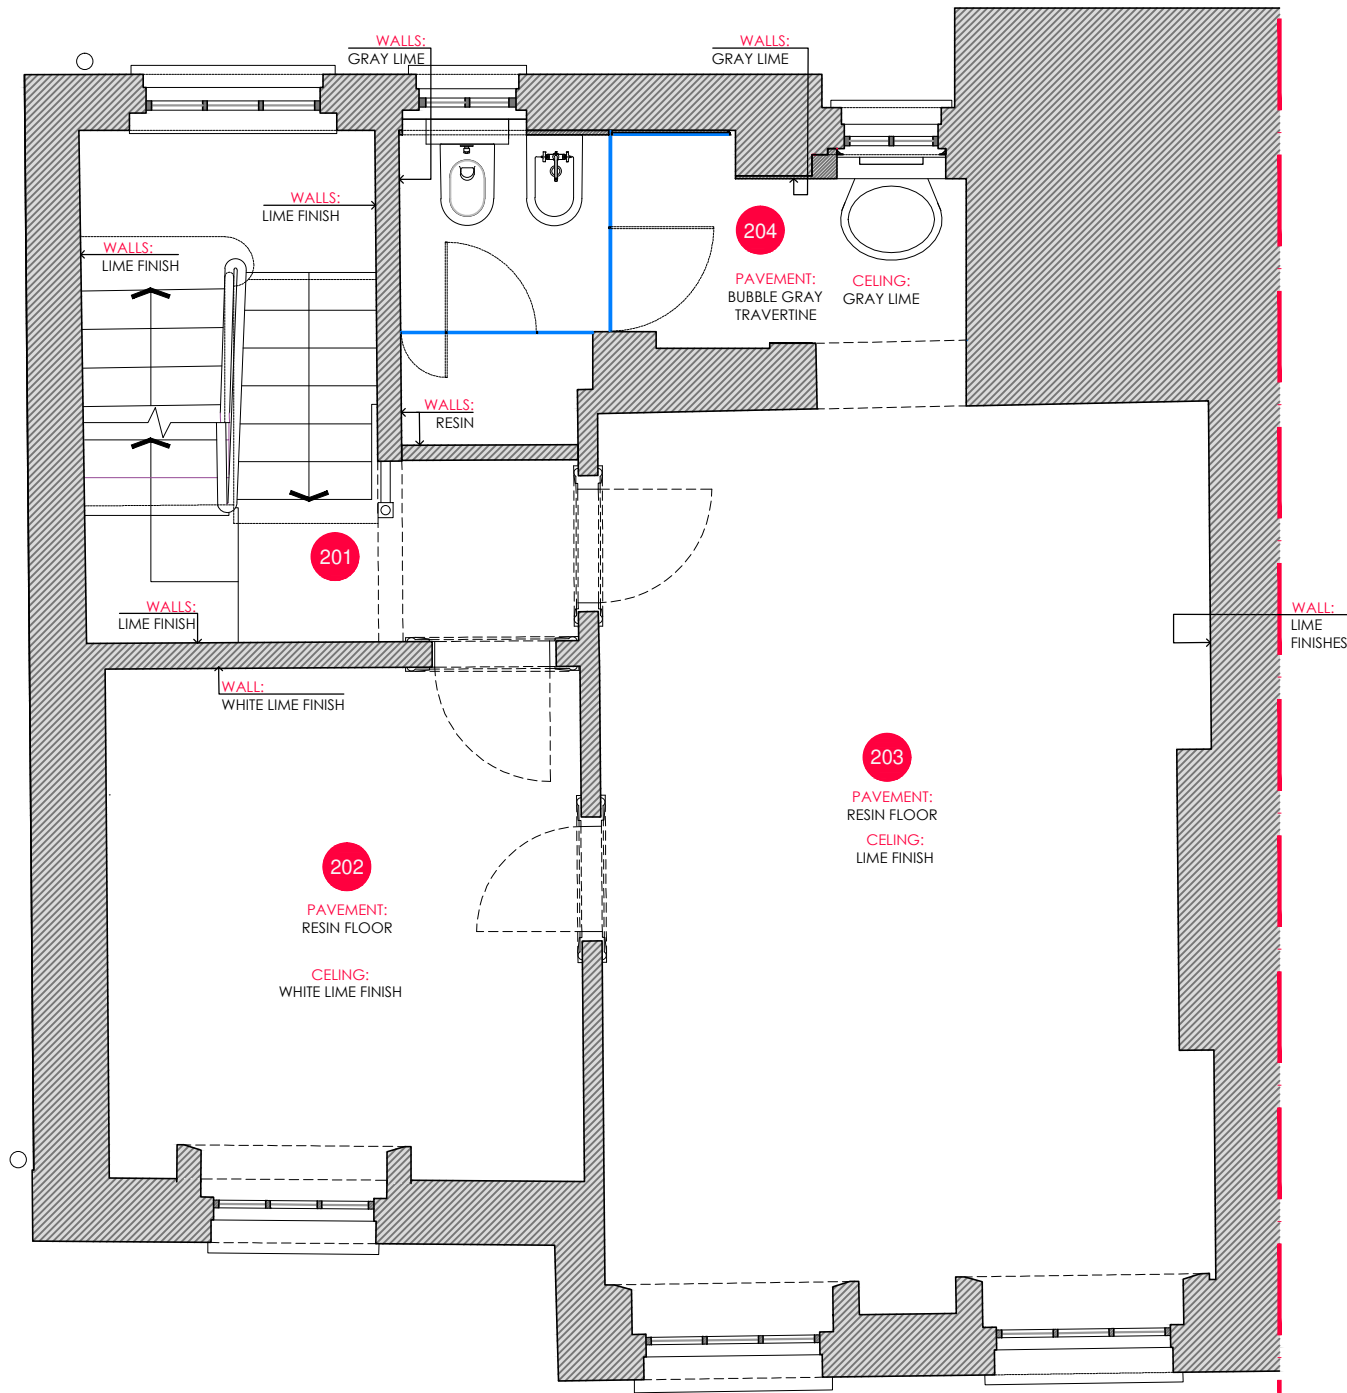 WALLS:
GRAY LIME
WALLS:
GRAY LIME
WALLS:
LIME FINISH
WALLS:
LIME FINISH
204
PAVEMENT:
BUBBLE GRAY
TRAVERTINE
CELING:
GRAY LIME
WALLS:
RESIN
201
WALLS:
LIME FINISH
WALL:
LIME
FINISHES
WALL:
WHITE LIME FINISH
203
PAVEMENT:
RESIN FLOOR
CELING:
LIME FINISH
202
PAVEMENT:
RESIN FLOOR
CELING:
WHITE LIME FINISH